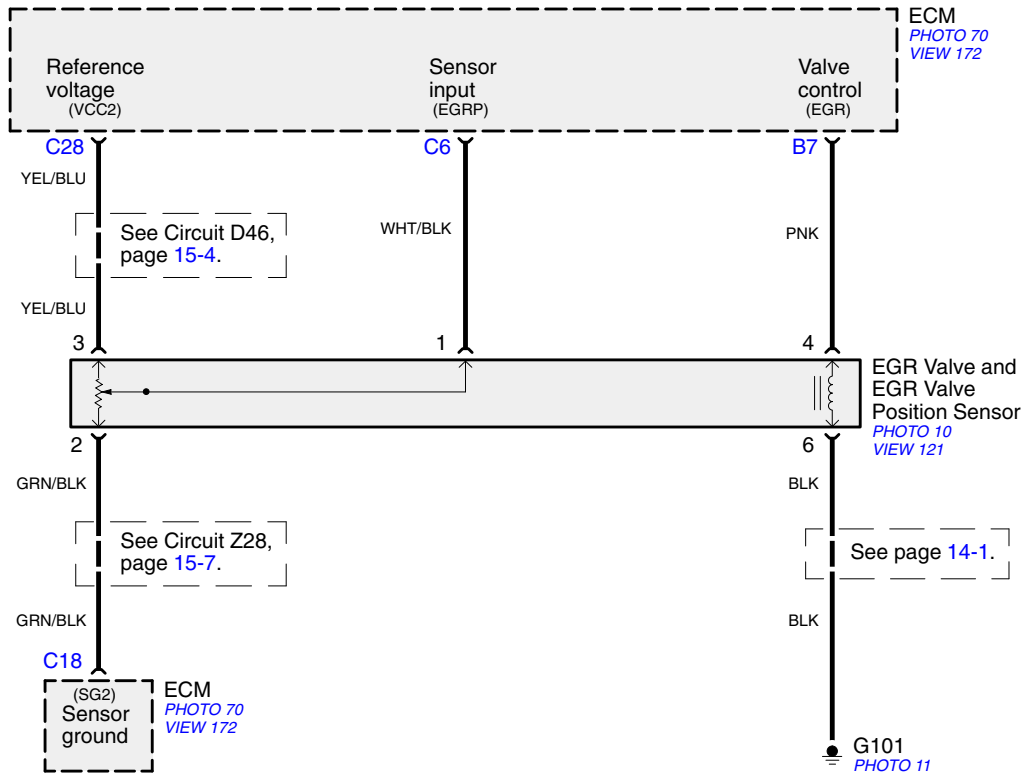 ECM
PHOTO 70
VIEW 172
Reference
voltage
(VCC2)
Sensor
input
(EGRP)
Valve
control
(EGR)
C28
C6
B7
YEL/BLU
See Circuit D46,
page 15-4.
WHT/BLK
PNK
YEL/BLU
3
1
4
EGR Valve and
EGR Valve
Position Sensor
PHOTO 10
VIEW 121
2
6
GRN/BLK
BLK
See Circuit Z28,
page 15-7.
See page 14-1.
GRN/BLK
BLK
C18
(SG2)
Sensor
ground
ECM
PHOTO 70
VIEW 172
G101
PHOTO 11